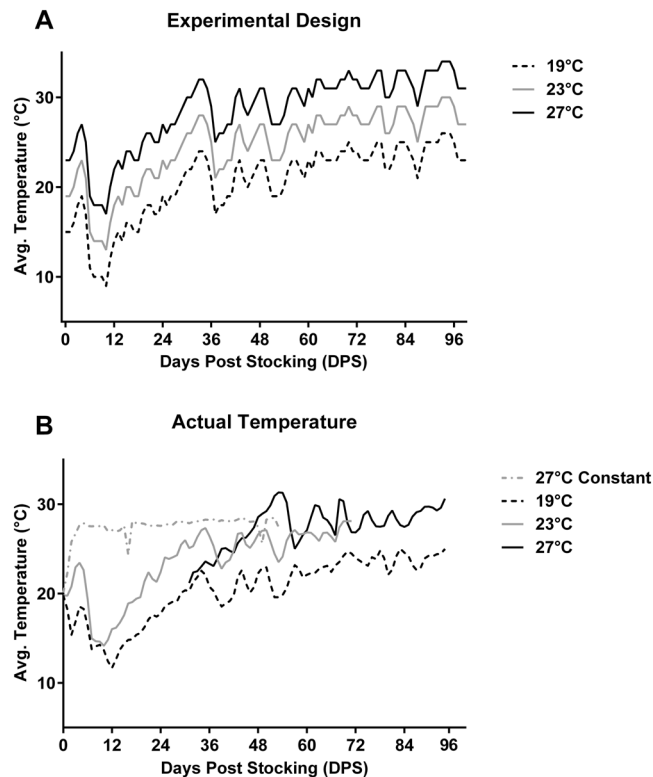 A
Experimental Design
Avg. Temperature (°C)
30
20
10
0 12 24 36 48 60 72 84 96
Days Post Stocking (DPS)
19°C
23°C
27°C
B
Actual Temperature
Avg. Temperature (°C)
30
20
10
0 12 24 36 48 60 72 84 96
Days Post Stocking (DPS)
27°C Constant
19°C
23°C
27°C